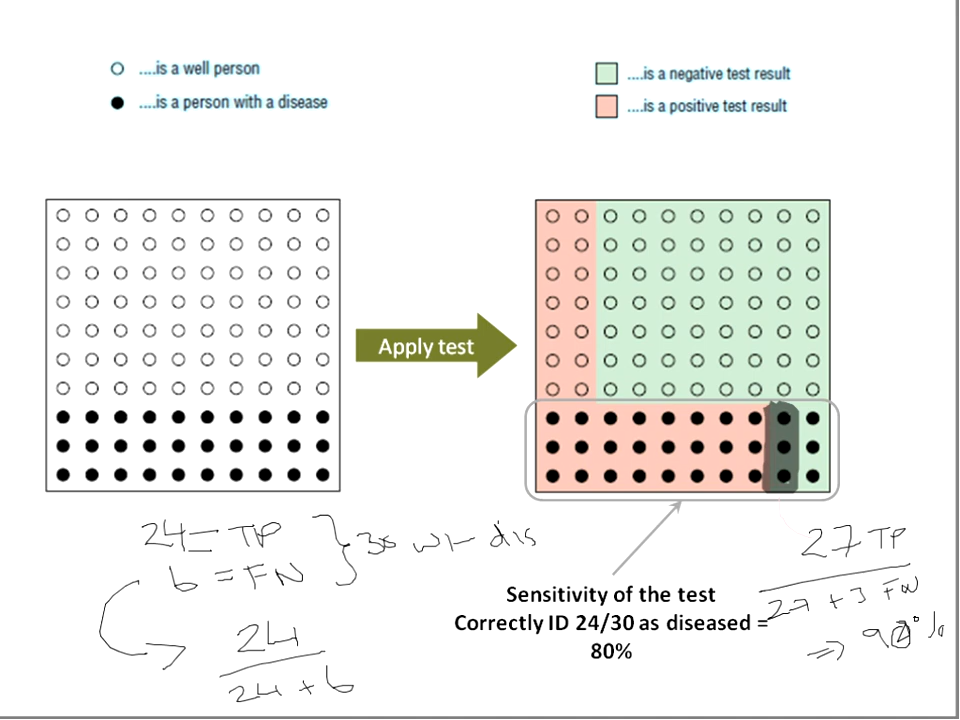 ....is a well person
....is a person with a disease
....is a negative test result
....is a positive test result
Apply test
24 = TP } 30 w/ dis
6 = FN
24
24 + 6
Sensitivity of the test
Correctly ID 24/30 as diseased =
80%
27 TP
27 + 3 FN
⇒ 90%